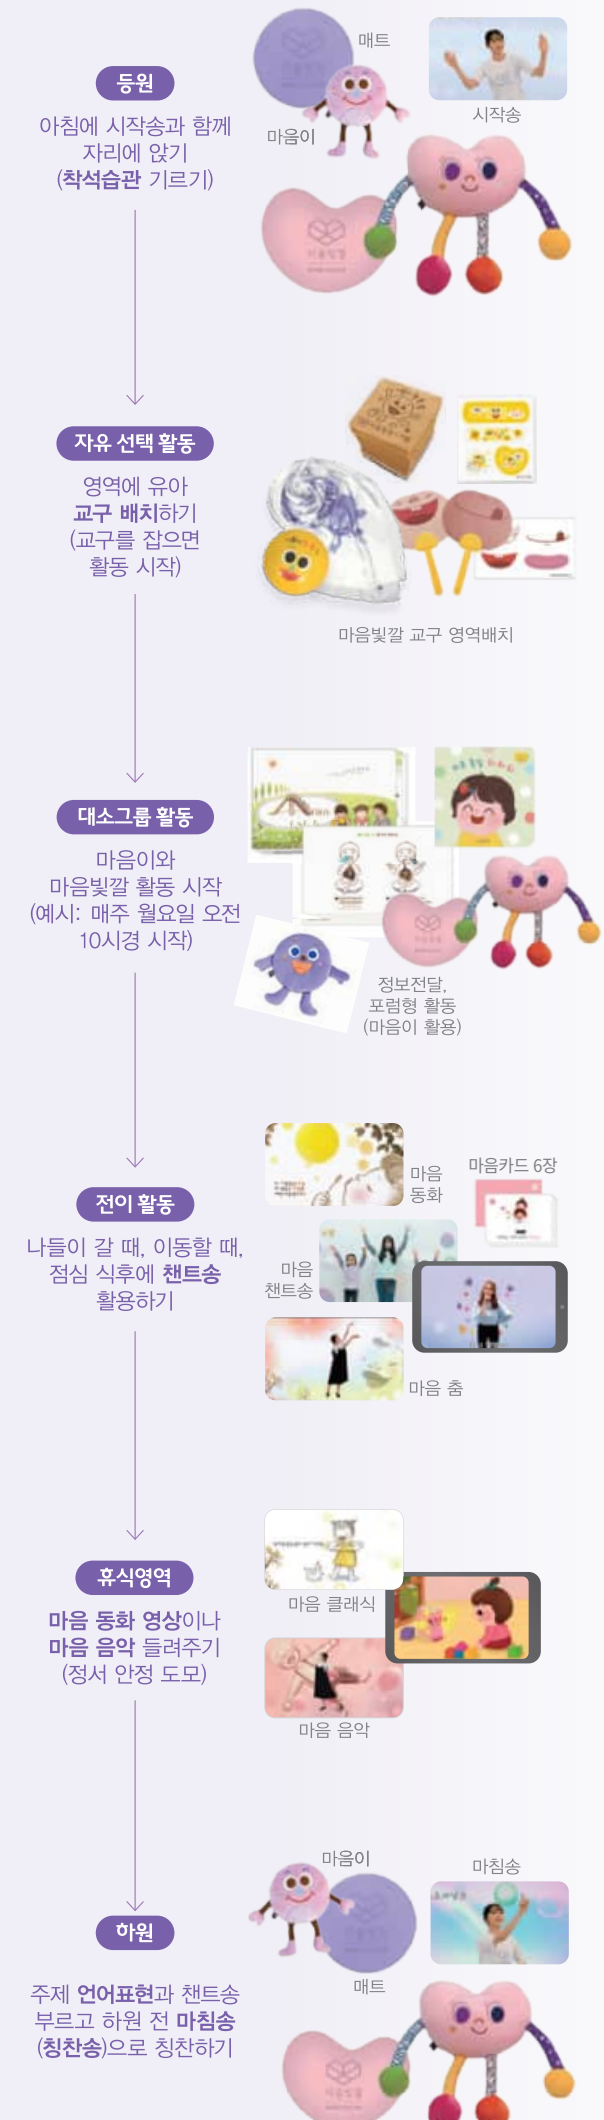 등원
아침에 시작송과 함께
자리에 앉기
(착석습관 기르기)
매트
마음이
시작송
자유 선택 활동
영역에 유아
교구 배치하기
(교구를 잡으면
활동 시작)
마음빛깔 교구 영역배치
대소그룹 활동
마음이와
마음빛깔 활동 시작
(예시: 매주 월요일 오전
10시경 시작)
정보전달,
포럼형 활동
(마음이 활용)
전이 활동
나들이 갈 때, 이동할 때,
점심 식후에 챈트송
활용하기
마음
동화
마음카드 6장
마음
챈트송
마음 춤
휴식영역
마음 동화 영상이나
마음 음악 들려주기
(정서 안정 도모)
마음 클래식
마음 음악
하원
주제 언어표현과 챈트송
부르고 하원 전 마침송
(칭찬송)으로 칭찬하기
마음이
매트
마침송